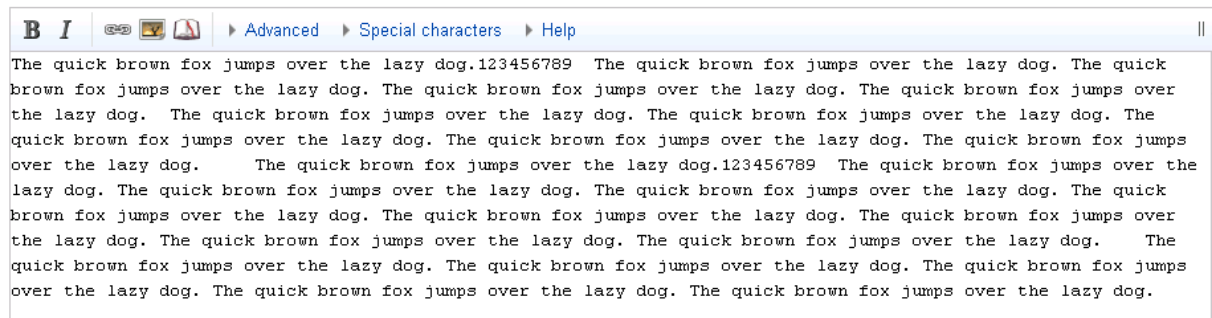 B I Advanced Special characters Help
The quick brown fox jumps over the lazy dog.123456789  The quick brown fox jumps over the lazy dog. The quick
brown fox jumps over the lazy dog. The quick brown fox jumps over the lazy dog. The quick brown fox jumps over
the lazy dog.  The quick brown fox jumps over the lazy dog. The quick brown fox jumps over the lazy dog. The
quick brown fox jumps over the lazy dog. The quick brown fox jumps over the lazy dog. The quick brown fox jumps
over the lazy dog.     The quick brown fox jumps over the lazy dog.123456789  The quick brown fox jumps over the
lazy dog. The quick brown fox jumps over the lazy dog. The quick brown fox jumps over the lazy dog. The quick
brown fox jumps over the lazy dog. The quick brown fox jumps over the lazy dog. The quick brown fox jumps over
the lazy dog. The quick brown fox jumps over the lazy dog. The quick brown fox jumps over the lazy dog.    The
quick brown fox jumps over the lazy dog. The quick brown fox jumps over the lazy dog. The quick brown fox jumps
over the lazy dog. The quick brown fox jumps over the lazy dog. The quick brown fox jumps over the lazy dog.